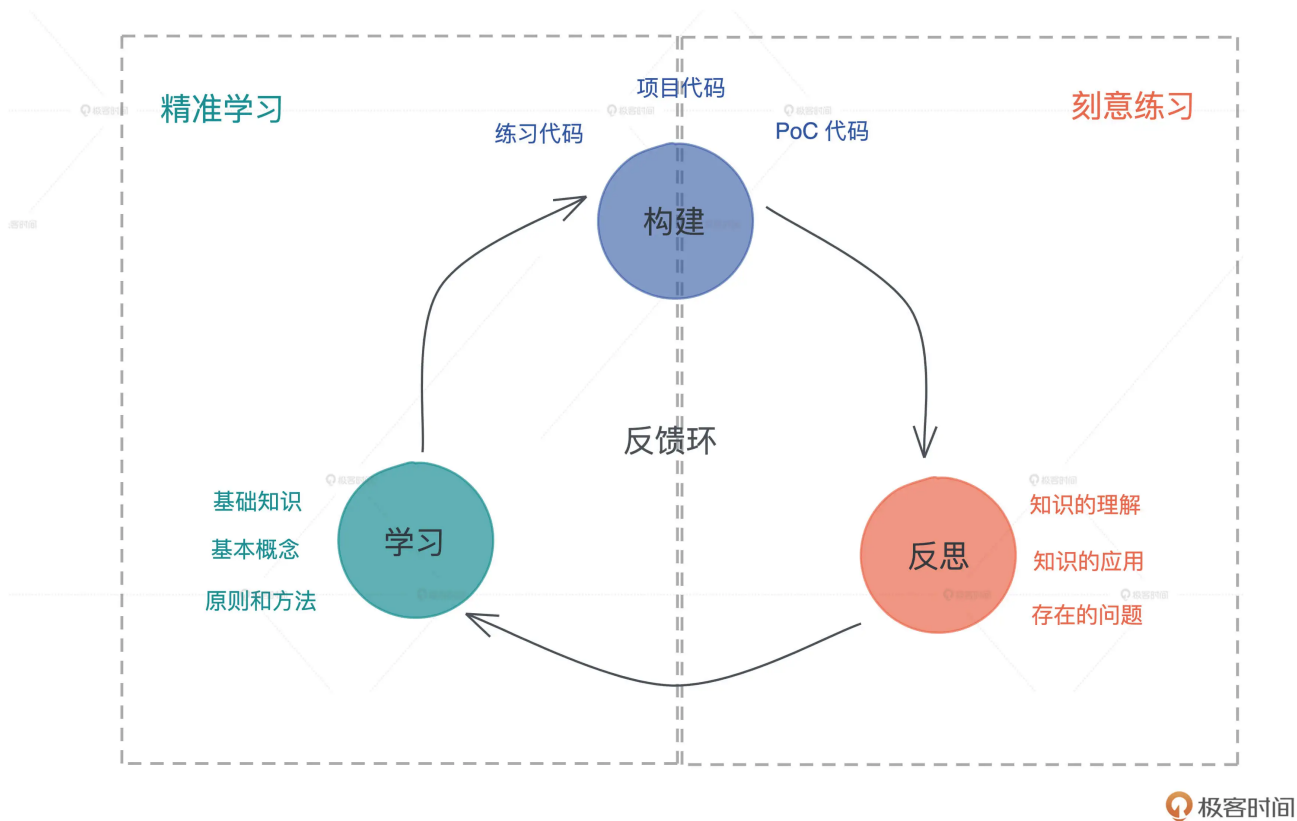 精准学习
刻意练习
项目代码
练习代码
PoC 代码
构建
反馈环
基础知识
基本概念
原则和方法
学习
反思
知识的理解
知识的应用
存在的问题
极客时间